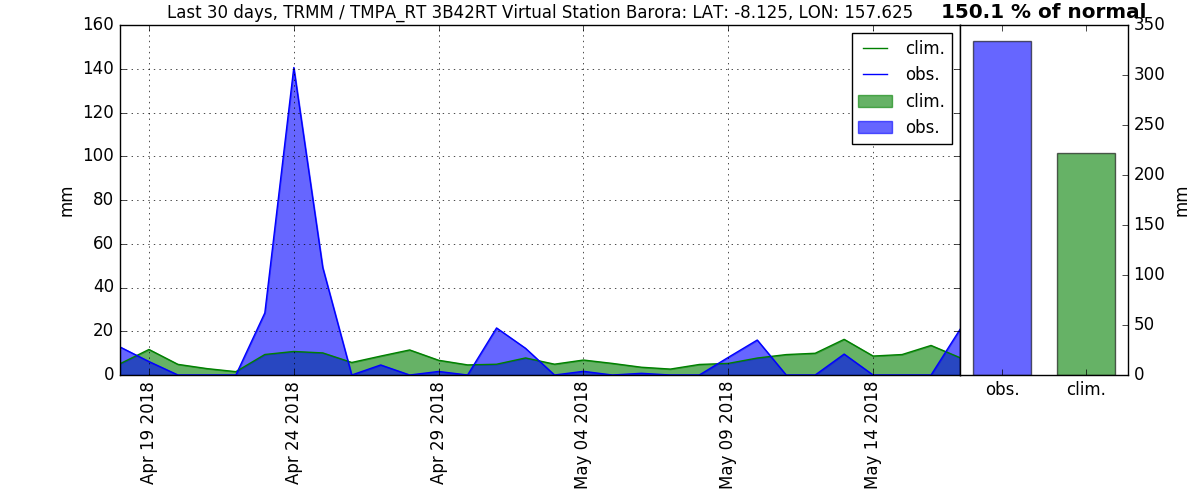 Last 30 days, TRMM / TMPA_RT 3B42RT Virtual Station Barora: LAT: -8.125, LON: 157.625
150.1 % of normal
160
140
120
100
80
60
40
20
0
mm
clim.
obs.
clim.
obs.
Apr 19 2018
Apr 24 2018
Apr 29 2018
May 04 2018
May 09 2018
May 14 2018
350
300
250
200
150
100
50
0
mm
obs.
clim.